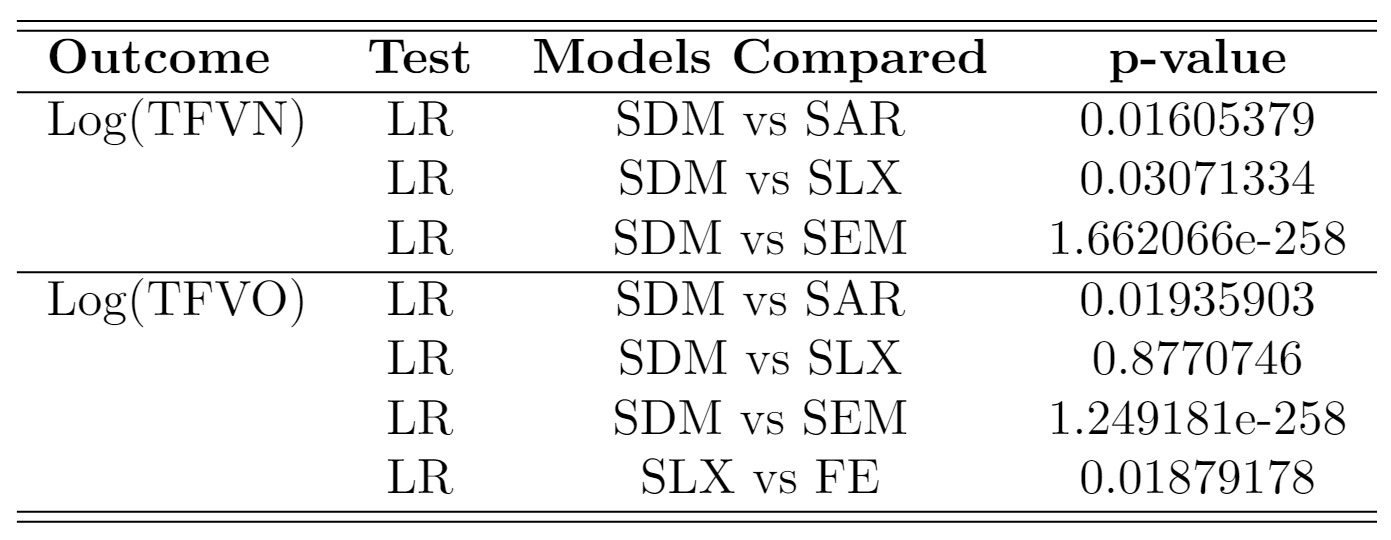 Outcome Test Models Compared p-value
Log(TFVN) LR SDM vs SAR 0.01605379
LR SDM vs SLX 0.03071334
LR SDM vs SEM 1.662066e-258
Log(TFVO) LR SDM vs SAR 0.01935903
LR SDM vs SLX 0.8770746
LR SDM vs SEM 1.249181e-258
LR SLX vs FE 0.01879178